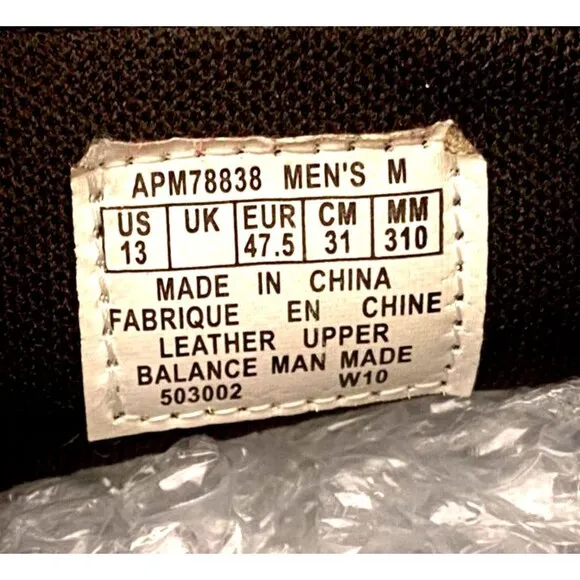 APM78838 MEN'S M
US UK EUR CM MM
13 47.5 31 310
MADE IN CHINA
FABRIQUE EN CHINE
LEATHER UPPER
BALANCE MAN MADE
503002 W10